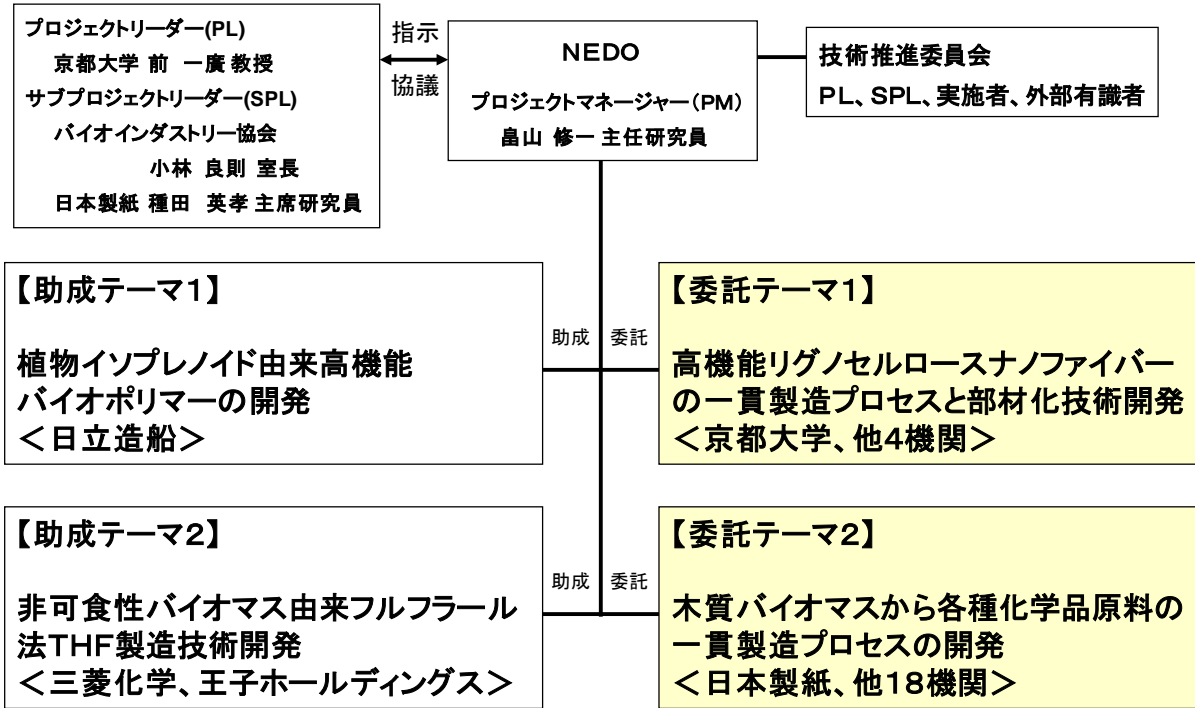 プロジェクトリーダー(PL)
京都大学 前 一廣 教授
サブプロジェクトリーダー(SPL)
バイオインダストリー協会
小林 良則 室長
日本製紙 種田 英孝 主席研究員
指示
協議
NEDO
プロジェクトマネージャー(PM)
畠山 修一 主任研究員
技術推進委員会
PL、SPL、実施者、外部有識者
【助成テーマ1】
植物イソプレノイド由来高機能
バイオポリマーの開発
<日立造船>
助成
委託
【委託テーマ1】
高機能リグノセルロースナノファイバー
の一貫製造プロセスと部材化技術開発
<京都大学、他4機関>
【助成テーマ2】
非可食性バイオマス由来フルフラール
法THF製造技術開発
<三菱化学、王子ホールディングス>
助成
委託
【委託テーマ2】
木質バイオマスから各種化学品原料の
一貫製造プロセスの開発
<日本製紙、他18機関>